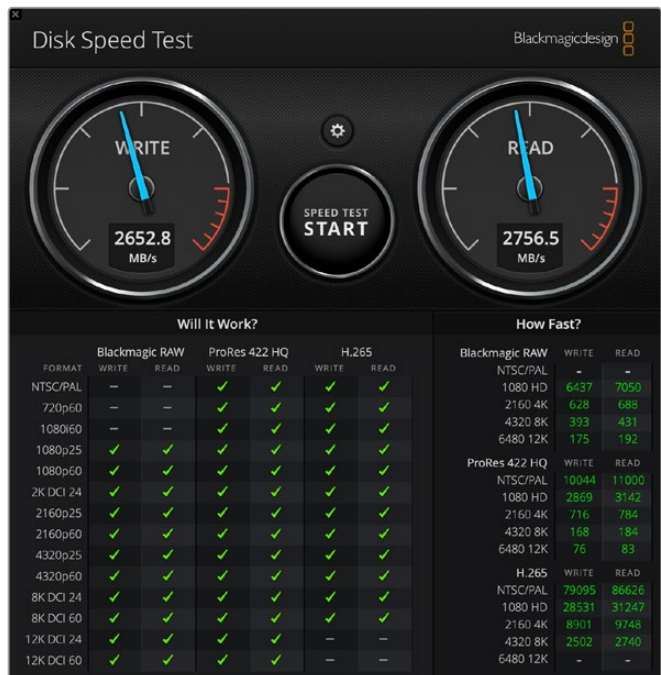 Disk Speed Test
Blackmagicdesign
WRITE
2652.8
MB/s
SPEED TEST
START
READ
2756.5
MB/s
Will It Work?
Blackmagic RAW ProRes 422 HQ H.265
FORMAT WRITE READ WRITE READ WRITE READ
NTSC/PAL – – ✓ ✓ ✓ ✓
720p60 – – ✓ ✓ ✓ ✓
1080i60 – – ✓ ✓ ✓ ✓
1080p25 ✓ ✓ ✓ ✓ ✓ ✓
1080p60 ✓ ✓ ✓ ✓ ✓ ✓
2K DCI 24 ✓ ✓ ✓ ✓ ✓ ✓
2160p25 ✓ ✓ ✓ ✓ ✓ ✓
2160p60 ✓ ✓ ✓ ✓ ✓ ✓
4320p25 ✓ ✓ ✓ ✓ ✓ ✓
4320p60 ✓ ✓ ✓ ✓ ✓ ✓
8K DCI 24 ✓ ✓ ✓ ✓ ✓ ✓
8K DCI 60 ✓ ✓ ✓ ✓ ✓ ✓
12K DCI 24 ✓ ✓ ✓ ✓ – –
12K DCI 60 ✓ ✓ ✓ ✓ – –
How Fast?
Blackmagic RAW WRITE READ
NTSC/PAL - -
1080 HD 6437 7050
2160 4K 628 688
4320 8K 393 431
6480 12K 175 192
ProRes 422 HQ WRITE READ
NTSC/PAL 10044 11000
1080 HD 2869 3142
2160 4K 716 784
4320 8K 168 184
6480 12K 76 83
H.265 WRITE READ
NTSC/PAL 79095 86626
1080 HD 28531 31247
2160 4K 8901 9748
4320 8K 2502 2740
6480 12K - -